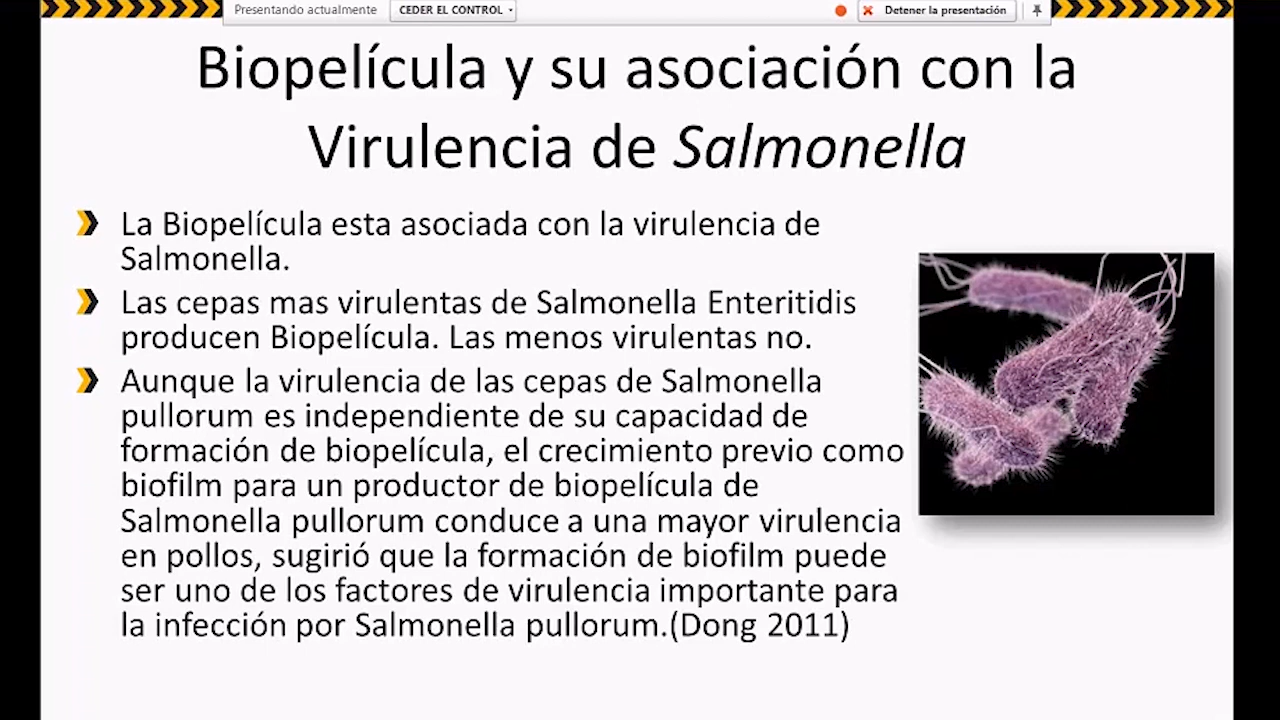 Presentando actualmente CEDER EL CONTROL Detener la presentación
Biopelícula y su asociación con la
Virulencia de Salmonella
La Biopelícula esta asociada con la virulencia de
Salmonella.
Las cepas mas virulentas de Salmonella Enteritidis
producen Biopelícula. Las menos virulentas no.
Aunque la virulencia de las cepas de Salmonella
pullorum es independiente de su capacidad de
formación de biopelícula, el crecimiento previo como
biofilm para un productor de biopelícula de
Salmonella pullorum conduce a una mayor virulencia
en pollos, sugirió que la formación de biofilm puede
ser uno de los factores de virulencia importante para
la infección por Salmonella pullorum.(Dong 2011)